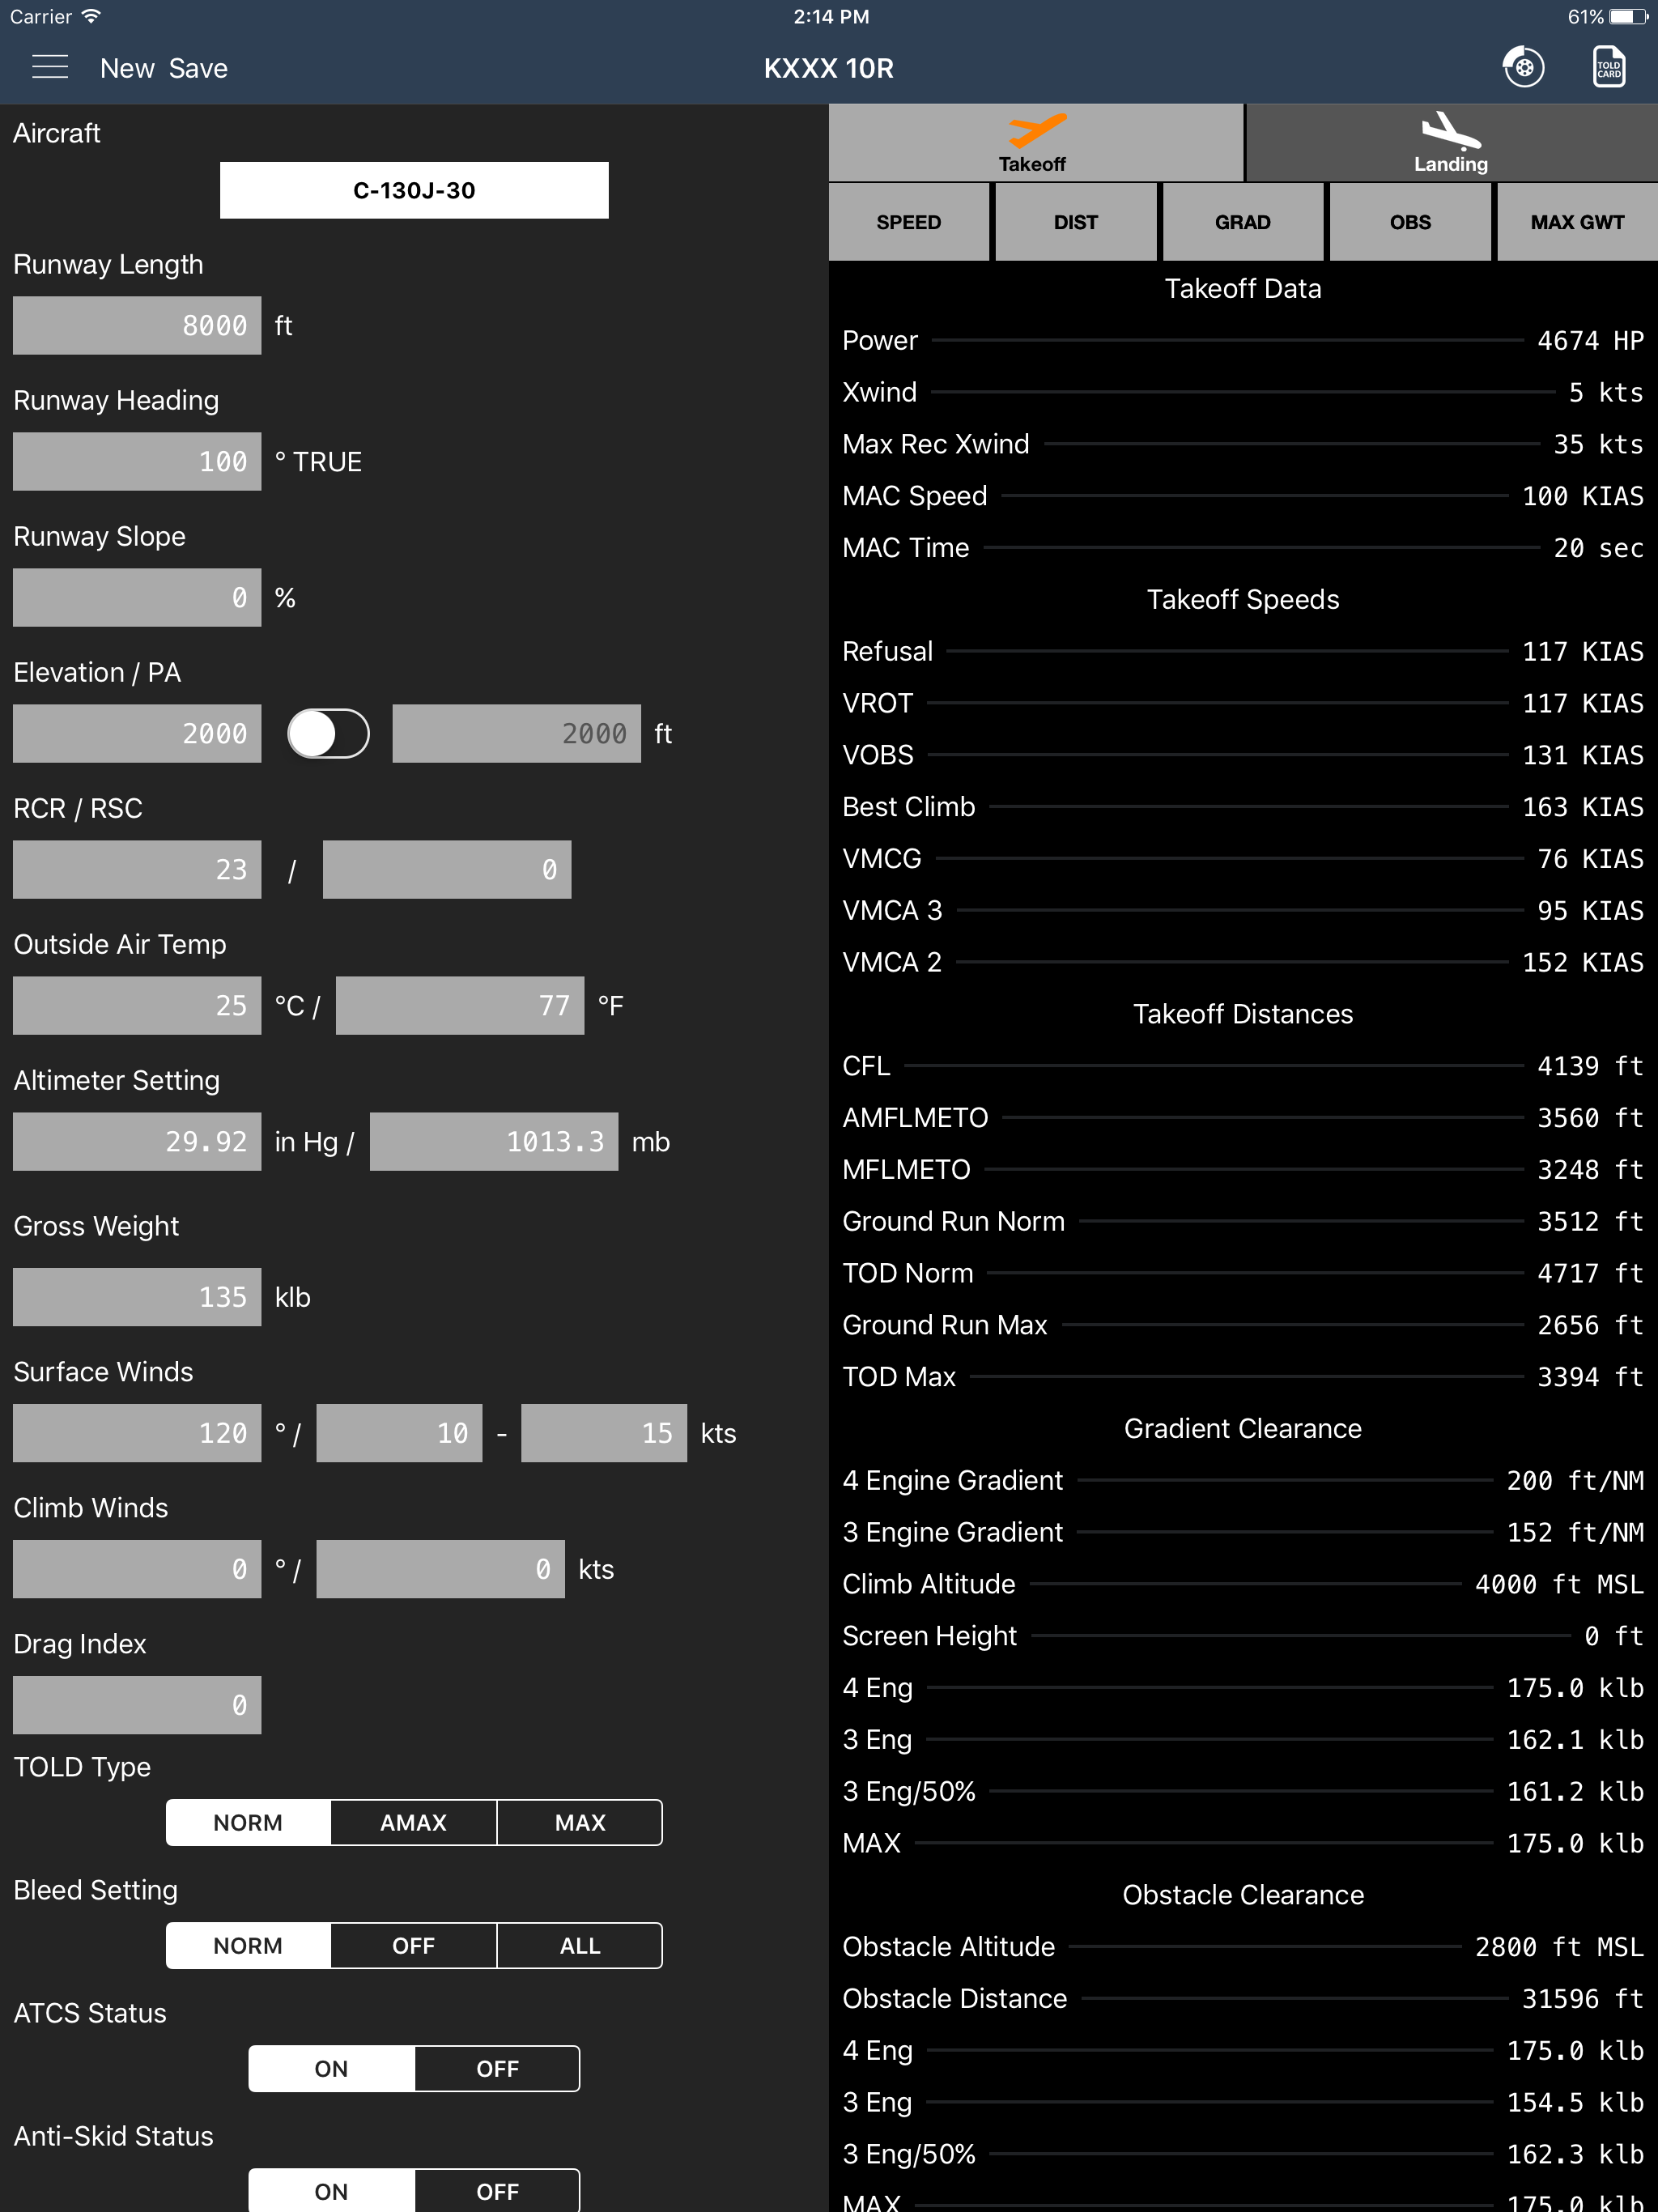 Carrier 2:14 PM 61%
New Save KXXX 10R TOLD CARD
Aircraft
C-130J-30
Runway Length
8000 ft
Runway Heading
100 ° TRUE
Runway Slope
0 %
Elevation / PA
2000 2000 ft
RCR / RSC
23 / 0
Outside Air Temp
25 °C / 77 °F
Altimeter Setting
29.92 in Hg / 1013.3 mb
Gross Weight
135 klb
Surface Winds
120 ° / 10 - 15 kts
Climb Winds
0 ° / 0 kts
Drag Index
0
TOLD Type
NORM AMAX MAX
Bleed Setting
NORM OFF ALL
ATCS Status
ON OFF
Anti-Skid Status
ON OFF
Takeoff Landing
SPEED DIST GRAD OBS MAX GWT
Takeoff Data
Power 4674 HP
Xwind 5 kts
Max Rec Xwind 35 kts
MAC Speed 100 KIAS
MAC Time 20 sec
Takeoff Speeds
Refusal 117 KIAS
VROT 117 KIAS
VOBS 131 KIAS
Best Climb 163 KIAS
VMCG 76 KIAS
VMCA 3 95 KIAS
VMCA 2 152 KIAS
Takeoff Distances
CFL 4139 ft
AMFLMETO 3560 ft
MFLMETO 3248 ft
Ground Run Norm 3512 ft
TOD Norm 4717 ft
Ground Run Max 2656 ft
TOD Max 3394 ft
Gradient Clearance
4 Engine Gradient 200 ft/NM
3 Engine Gradient 152 ft/NM
Climb Altitude 4000 ft MSL
Screen Height 0 ft
4 Eng 175.0 klb
3 Eng 162.1 klb
3 Eng/50% 161.2 klb
MAX 175.0 klb
Obstacle Clearance
Obstacle Altitude 2800 ft MSL
Obstacle Distance 31596 ft
4 Eng 175.0 klb
3 Eng 154.5 klb
3 Eng/50% 162.3 klb
MAX 175.0 klb